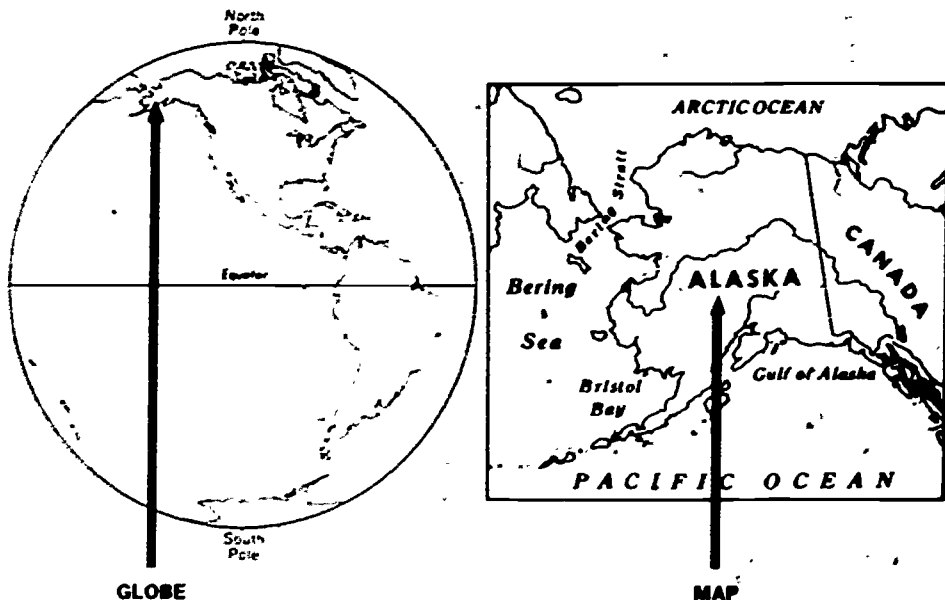 North
Pole
Equator
South
Pole
GLOBE
ARCTIC OCEAN
Bering Strait
CANADA
ALASKA
Bering
Sea
Gulf of Alaska
Bristol
Bay
PACIFIC OCEAN
MAP